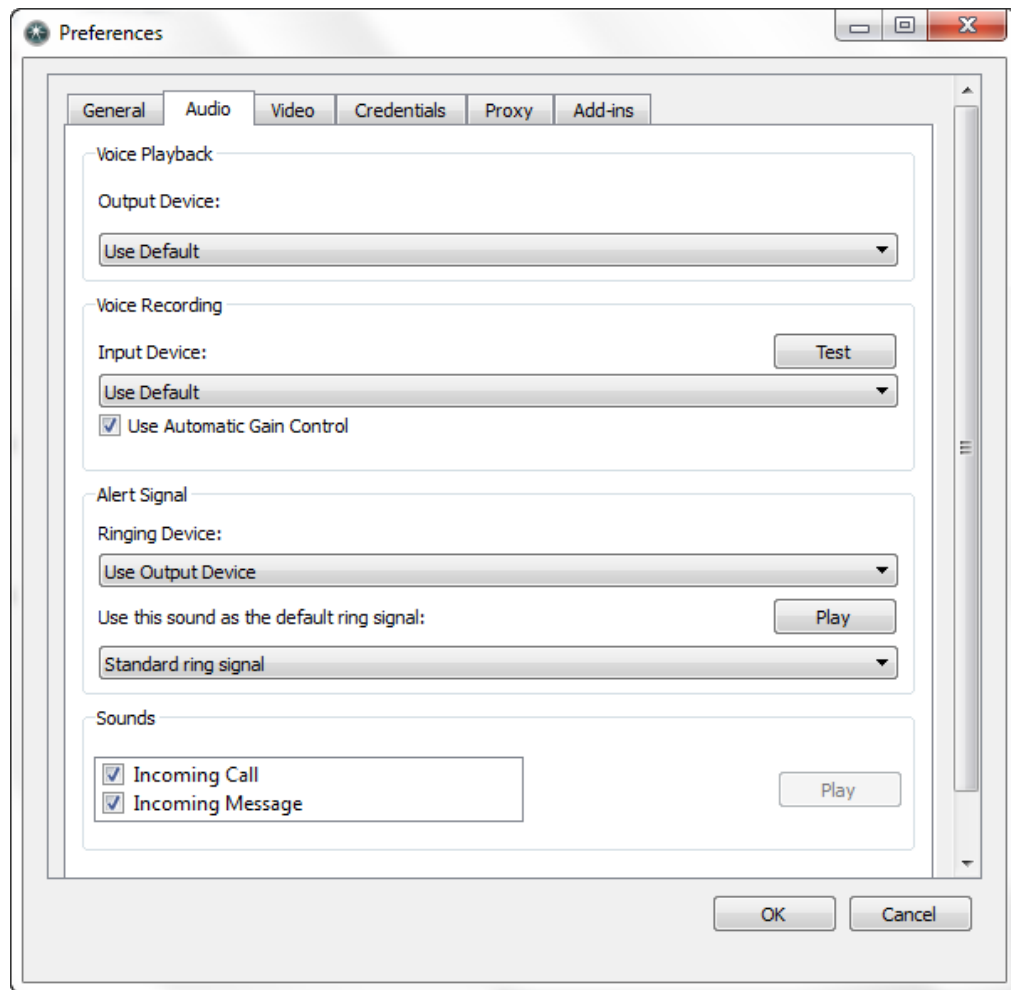 Preferences
General Audio Video Credentials Proxy Add-ins
Voice Playback
Output Device:
Use Default
Voice Recording
Input Device: Test
Use Default
Use Automatic Gain Control
Alert Signal
Ringing Device:
Use Output Device
Use this sound as the default ring signal: Play
Standard ring signal
Sounds
Incoming Call
Incoming Message
Play
OK Cancel